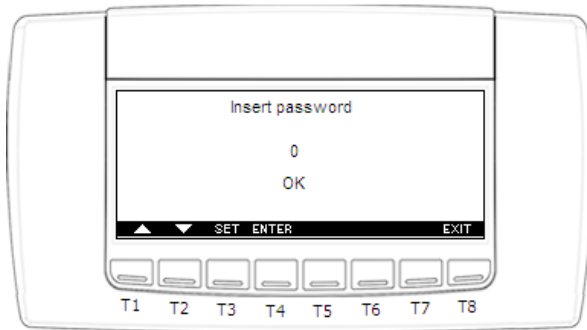 Insert password
0
OK
SET ENTER EXIT
T1 T2 T3 T4 T5 T6 T7 T8